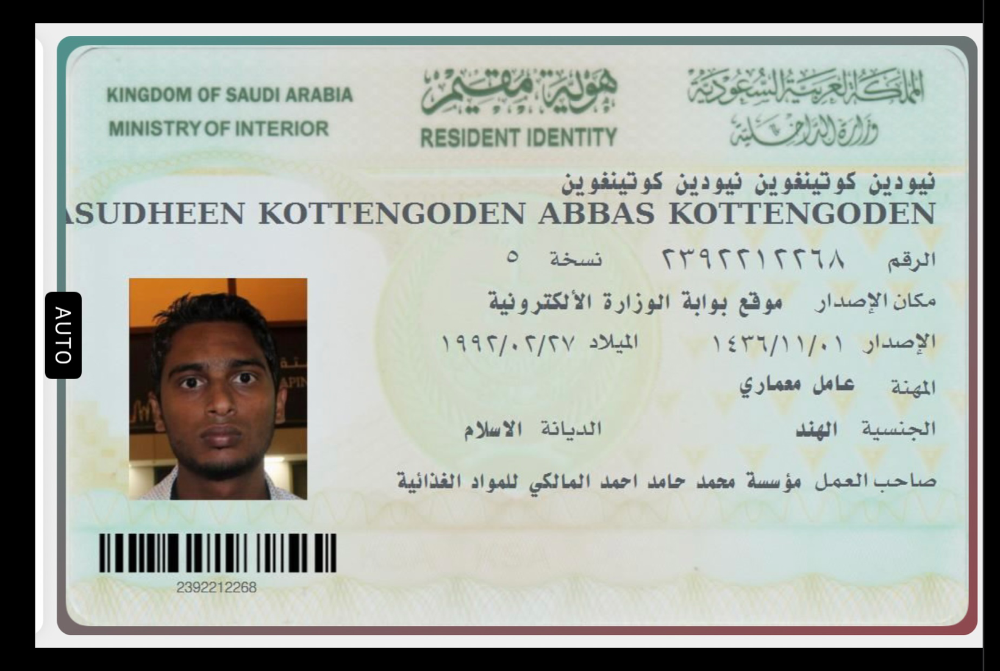 KINGDOM OF SAUDI ARABIA هوية مقيم المملكة العربية السعودية
MINISTRY OF INTERIOR RESIDENT IDENTITY وزارة الداخلية
نيودين كوتينغوين نيودين كوتينغوين
ASUDHEEN KOTTENGODEN ABBAS KOTTENGODEN
الرقم ٢٣٩٢٢١٢٢٦٨ نسخة ٥
مكان الإصدار موقع بوابة الوزارة الألكترونية
الإصدار ١٤٣٦/١١/٠١ الميلاد ١٩٩٢/٠٢/٢٧
AUTO
المهنة عامل معماري
الجنسية الهند الديانة الاسلام
صاحب العمل مؤسسة محمد حامد احمد المالكي للمواد الغذائية
2392212268